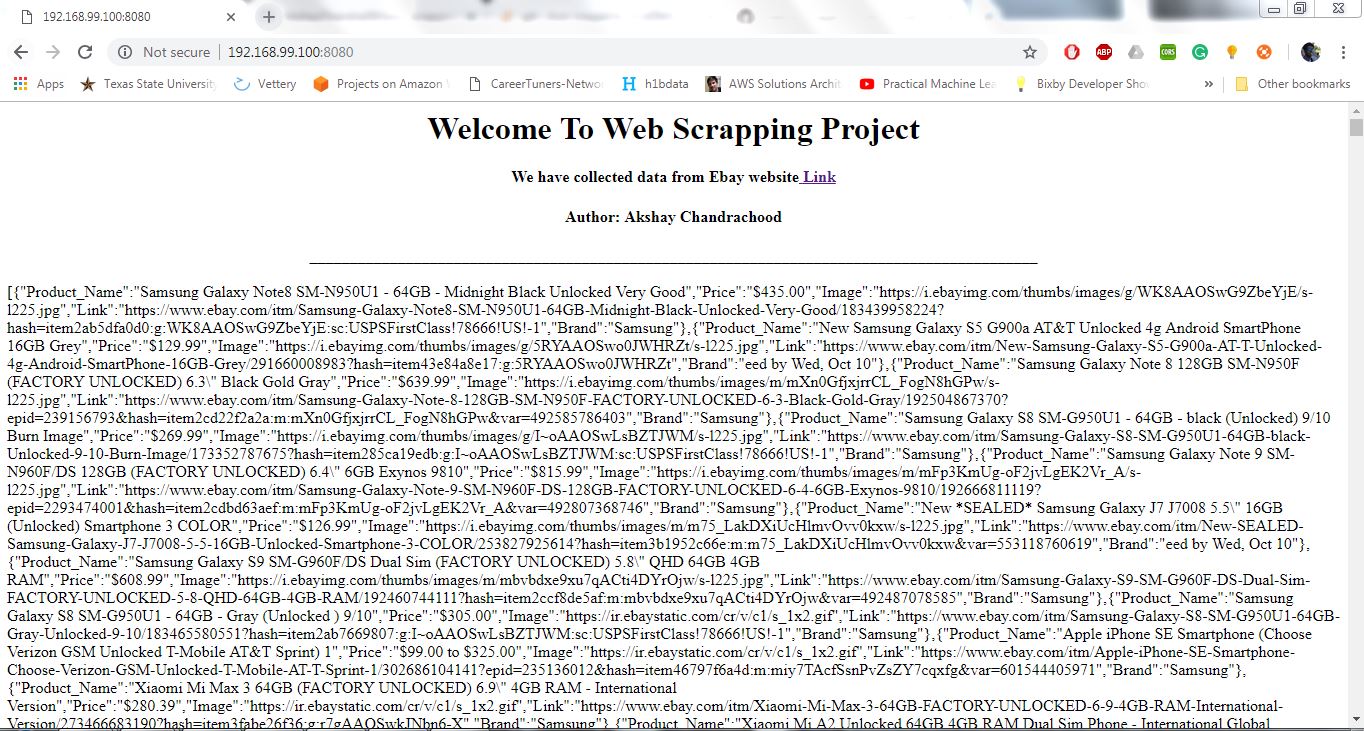 192.168.99.100:8080
Not secure | 192.168.99.100:8080
ABP
CORS
Apps Texas State University Vettery Projects on Amazon CareerTuners-Netwo H h1bdata AWS Solutions Archit Practical Machine Lea Bixby Developer Sho » Other bookmarks
Welcome To Web Scrapping Project
We have collected data from Ebay website Link
Author: Akshay Chandrachood
[{"Product_Name":"Samsung Galaxy Note8 SM-N950U1 - 64GB - Midnight Black Unlocked Very Good","Price":"$435.00","Image":"https://i.ebayimg.com/thumbs/images/g/WK8AAOSwG9ZbeYjE/s-
l225.jpg","Link":"https://www.ebay.com/itm/Samsung-Galaxy-Note8-SM-N950U1-64GB-Midnight-Black-Unlocked-Very-Good/183439958224?
hash=item2ab5dfa0d0:g:WK8AAOSwG9ZbeYjE:sc:USPSFirstClass!78666!US!-1","Brand":"Samsung"},{"Product_Name":"New Samsung Galaxy S5 G900a AT&T Unlocked 4g Android SmartPhone
16GB Grey","Price":"$129.99","Image":"https://i.ebayimg.com/thumbs/images/g/5RYAAOSwo0JWHRZt/s-l225.jpg","Link":"https://www.ebay.com/itm/New-Samsung-Galaxy-S5-G900a-AT-T-Unlocked-
4g-Android-SmartPhone-16GB-Grey/291660008983?hash=item43e84a8e17:g:5RYAAOSwo0JWHRZt","Brand":"eed by Wed, Oct 10"},{"Product_Name":"Samsung Galaxy Note 8 128GB SM-N950F
(FACTORY UNLOCKED) 6.3\" Black Gold Gray","Price":"$639.99","Image":"https://i.ebayimg.com/thumbs/images/m/mXn0GfjxjrrCL_FogN8hGPw/s-
l225.jpg","Link":"https://www.ebay.com/itm/Samsung-Galaxy-Note-8-128GB-SM-N950F-FACTORY-UNLOCKED-6-3-Black-Gold-Gray/192504867370?
epid=239156793&hash=item2cd22f2a2a:m:mXn0GfjxjrrCL_FogN8hGPw&var=492585786403","Brand":"Samsung"},{"Product_Name":"Samsung Galaxy S8 SM-G950U1 - 64GB - black (Unlocked) 9/10
Burn Image","Price":"$269.99","Image":"https://i.ebayimg.com/thumbs/images/g/I~oAAOSwLsBZTJWM/s-l225.jpg","Link":"https://www.ebay.com/itm/Samsung-Galaxy-S8-SM-G950U1-64GB-black-
Unlocked-9-10-Burn-Image/173352787675?hash=item285ca19edb:g:I~oAAOSwLsBZTJWM:sc:USPSFirstClass!78666!US!-1","Brand":"Samsung"},{"Product_Name":"Samsung Galaxy Note 9 SM-
N960F/DS 128GB (FACTORY UNLOCKED) 6.4\" 6GB Exynos 9810","Price":"$815.99","Image":"https://i.ebayimg.com/thumbs/images/m/mFp3KmUg-oF2jvLgEK2Vr_A/s-
l225.jpg","Link":"https://www.ebay.com/itm/Samsung-Galaxy-Note-9-SM-N960F-DS-128GB-FACTORY-UNLOCKED-6-4-6GB-Exynos-9810/192666811119?
epid=2293474001&hash=item2cdbd63aef:m:mFp3KmUg-oF2jvLgEK2Vr_A&var=492807368746","Brand":"Samsung"},{"Product_Name":"New *SEALED* Samsung Galaxy J7 J7008 5.5\" 16GB
(Unlocked) Smartphone 3 COLOR","Price":"$126.99","Image":"https://i.ebayimg.com/thumbs/images/m/m75_LakDXiUcHlmvOvv0kxw/s-l225.jpg","Link":"https://www.ebay.com/itm/New-SEALED-
Samsung-Galaxy-J7-J7008-5-5-16GB-Unlocked-Smartphone-3-COLOR/253827925614?hash=item3b1952c66e:m:m75_LakDXiUcHlmvOvv0kxw&var=553118760619","Brand":"eed by Wed, Oct 10"},
{"Product_Name":"Samsung Galaxy S9 SM-G960F/DS Dual Sim (FACTORY UNLOCKED) 5.8\" QHD 64GB 4GB
RAM","Price":"$608.99","Image":"https://i.ebayimg.com/thumbs/images/m/mbvbdxe9xu7qACti4DYrOjw/s-l225.jpg","Link":"https://www.ebay.com/itm/Samsung-Galaxy-S9-SM-G960F-DS-Dual-Sim-
FACTORY-UNLOCKED-5-8-QHD-64GB-4GB-RAM/192460744111?hash=item2ccf8de5af:m:mbvbdxe9xu7qACti4DYrOjw&var=492487078585","Brand":"Samsung"},{"Product_Name":"Samsung
Galaxy S8 SM-G950U1 - 64GB - Gray (Unlocked ) 9/10","Price":"$305.00","Image":"https://ir.ebaystatic.com/cr/v/c1/s_1x2.gif","Link":"https://www.ebay.com/itm/Samsung-Galaxy-S8-SM-G950U1-64GB-
Gray-Unlocked-9-10/183465580551?hash=item2ab7669807:g:I~oAAOSwLsBZTJWM:sc:USPSFirstClass!78666!US!-1","Brand":"Samsung"},{"Product_Name":"Apple iPhone SE Smartphone (Choose
Verizon GSM Unlocked T-Mobile AT&T Sprint) 1","Price":"$99.00 to $325.00","Image":"https://ir.ebaystatic.com/cr/v/c1/s_1x2.gif","Link":"https://www.ebay.com/itm/Apple-iPhone-SE-Smartphone-
Choose-Verizon-GSM-Unlocked-T-Mobile-AT-T-Sprint-1/302686104141?epid=235136012&hash=item46797f6a4d:m:miy7TAcfSsnPvZsZY7cqxfg&var=601544405971","Brand":"Samsung"},
{"Product_Name":"Xiaomi Mi Max 3 64GB (FACTORY UNLOCKED) 6.9\" 4GB RAM - International
Version","Price":"$280.39","Image":"https://ir.ebaystatic.com/cr/v/c1/s_1x2.gif","Link":"https://www.ebay.com/itm/Xiaomi-Mi-Max-3-64GB-FACTORY-UNLOCKED-6-9-4GB-RAM-International-
Version/273466683190?hash=item3fabe26f36:g:r7gAAOSwkJNbn6-X","Brand":"Samsung"},{"Product_Name":"Xiaomi Mi A2 Unlocked 64GB 4GB RAM Dual Sim Phone - International Global